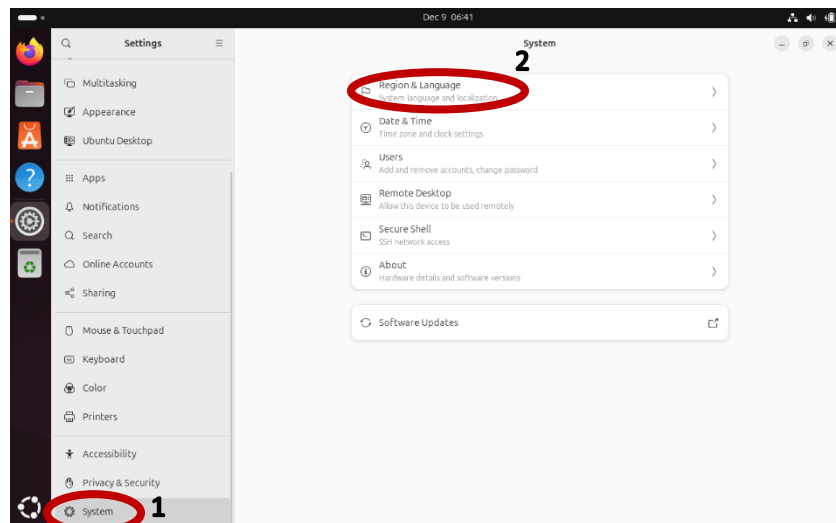 Dec 9 06:41
Settings
System
2
Multitasking
Appearance
Ubuntu Desktop
Apps
Notifications
Search
Online Accounts
Sharing
Mouse & Touchpad
Keyboard
Color
Printers
Accessibility
Privacy & Security
System
1
Region & Language
System language and localization
Date & Time
Time zone and clock settings
Users
Add and remove accounts, change password
Remote Desktop
Allow this device to be used remotely
Secure Shell
SSH network access
About
Hardware details and software versions
Software Updates